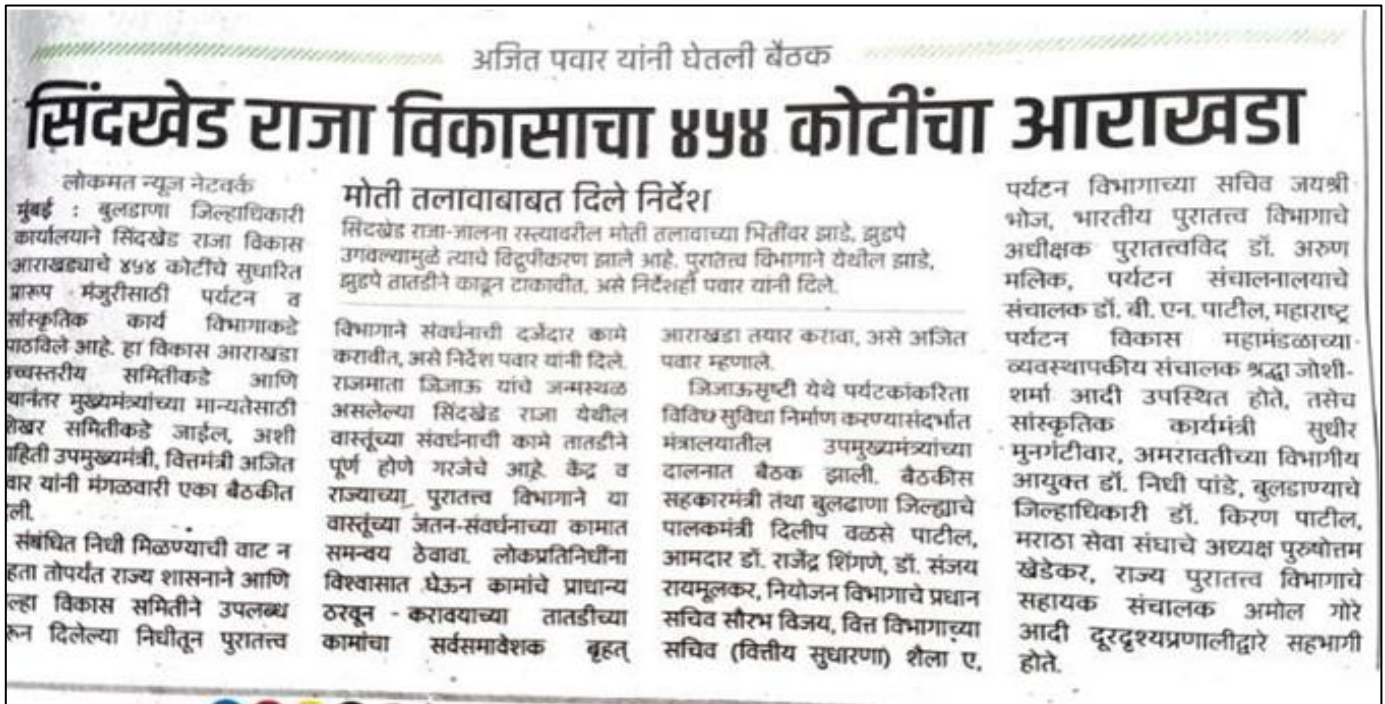 अजित पवार यांनी घेतली बैठक
सिंदखेड राजा विकासाचा ४५४ कोटींचा आराखडा
लोकमत न्यूज नेटवर्क
मुंबई : बुलडाणा जिल्हाधिकारी
कार्यालयाने सिंदखेड राजा विकास
आराखड्याचे ४५४ कोटींचे सुधारित
प्रारूप मंजुरीसाठी पर्यटन व
सांस्कृतिक कार्य विभागाकडे
पाठविले आहे. हा विकास आराखडा
च्चस्तरीय समितीकडे आणि
यानंतर मुख्यमंत्र्यांच्या मान्यतेसाठी
शिखर समितीकडे जाईल, अशी
ाहिती उपमुख्यमंत्री, वित्तमंत्री अजित
वार यांनी मंगळवारी एका बैठकीत
ली.
संबंधित निधी मिळण्याची वाट न
हता तोपर्यंत राज्य शासनाने आणि
ल्हा विकास समितीने उपलब्ध
रून दिलेल्या निधीतून पुरातत्त्व
मोती तलावाबाबत दिले निर्देश
सिंदखेड राजा-जालना रस्त्यावरील मोती तलावाच्या भिंतींवर झाडे, झुडपे
उगवल्यामुळे त्याचे विद्रूपीकरण झाले आहे. पुरातत्त्व विभागाने येथील झाडे,
झुडपे तातडीने काढून टाकावीत, असे निर्देशही पवार यांनी दिले.
विभागाने संवर्धनाची दर्जेदार कामे
करावीत, असे निर्देश पवार यांनी दिले.
राजमाता जिजाऊ यांचे जन्मस्थळ
असलेल्या सिंदखेड राजा येथील
वास्तूंच्या संवर्धनाची कामे तातडीने
पूर्ण होणे गरजेचे आहे. केंद्र व
राज्याच्या पुरातत्त्व विभागाने या
वास्तूंच्या जतन-संवर्धनाच्या कामात
समन्वय ठेवावा. लोकप्रतिनिधींना
विश्वासात घेऊन कामांचे प्राधान्य
ठरवून - करावयाच्या तातडीच्या
कामांचा सर्वसमावेशक बृहत्
आराखडा तयार करावा, असे अजित
पवार म्हणाले.
जिजाऊसृष्टी येथे पर्यटकांकरिता
विविध सुविधा निर्माण करण्यासंदर्भात
मंत्रालयातील उपमुख्यमंत्र्यांच्या
दालनात बैठक झाली. बैठकीस
सहकारमंत्री तथा बुलढाणा जिल्ह्याचे
पालकमंत्री दिलीप वळसे पाटील,
आमदार डॉ. राजेंद्र शिंगणे, डॉ. संजय
रायमूलकर, नियोजन विभागाचे प्रधान
सचिव सौरभ विजय, वित्त विभागाच्या
सचिव (वित्तीय सुधारणा) शैला ए,
पर्यटन विभागाच्या सचिव जयश्री
भोज, भारतीय पुरातत्त्व विभागाचे
अधीक्षक पुरातत्त्वविद डॉ. अरुण
मलिक, पर्यटन संचालनालयाचे
संचालक डॉ. बी. एन. पाटील, महाराष्ट्र
पर्यटन विकास महामंडळाच्या
व्यवस्थापकीय संचालक श्रद्धा जोशी-
शर्मा आदी उपस्थित होते, तसेच
सांस्कृतिक कार्यमंत्री सुधीर
मुनगंटीवार, अमरावतीच्या विभागीय
आयुक्त डॉ. निधी पांडे, बुलडाण्याचे
जिल्हाधिकारी डॉ. किरण पाटील,
मराठा सेवा संघाचे अध्यक्ष पुरुषोत्तम
खेडेकर, राज्य पुरातत्त्व विभागाचे
सहायक संचालक अमोल गोरे
आदी दूरदृश्यप्रणालीद्वारे सहभागी
होते.